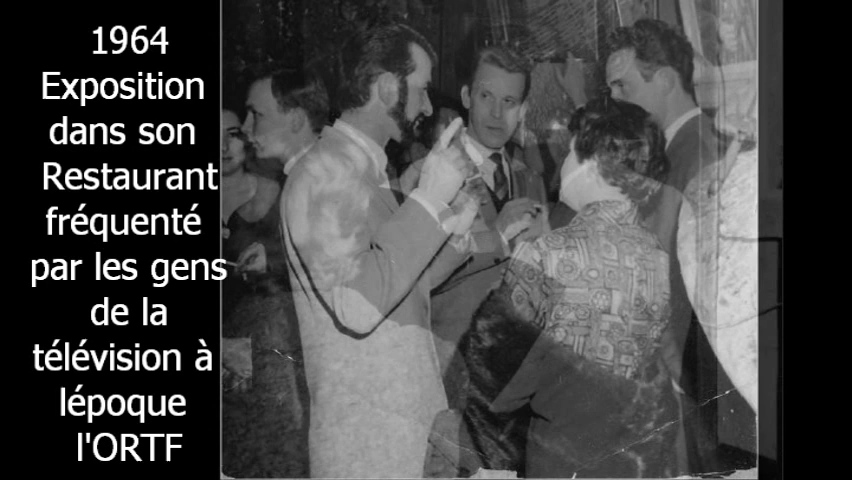 1964
Exposition
dans son
Restaurant
fréquenté
par les gens
de la
télévision à
lépoque
l'ORTF